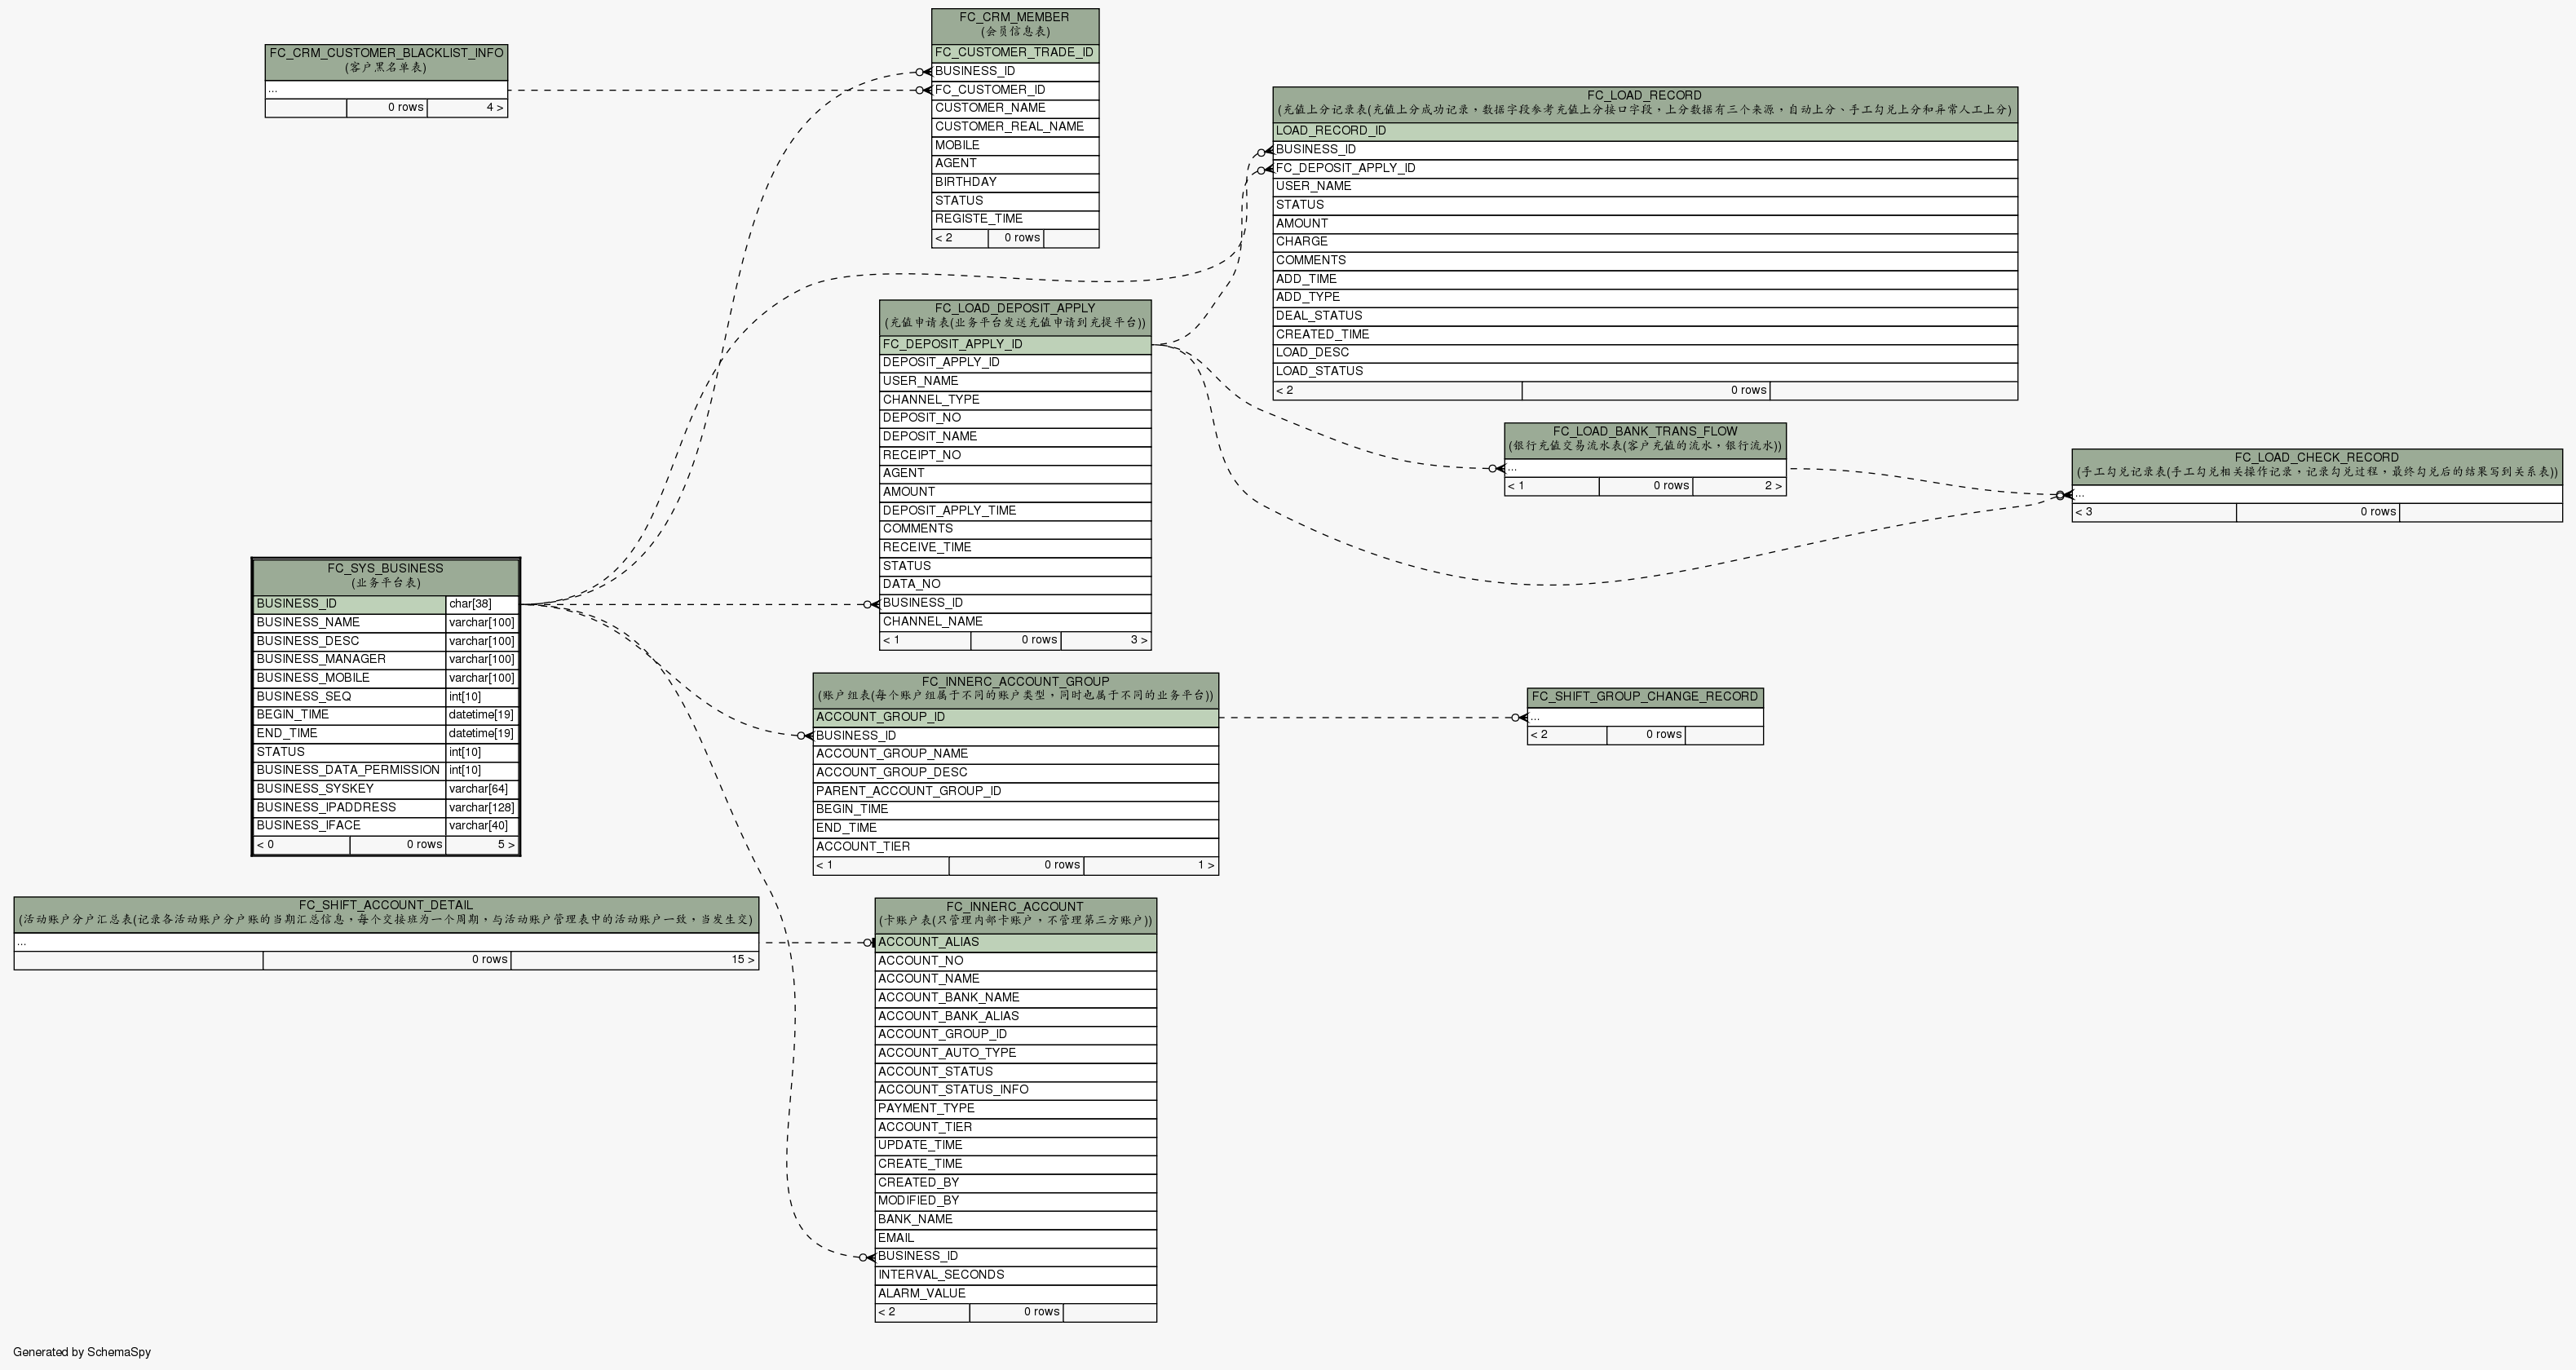 FC_CRM_CUSTOMER_BLACKLIST_INFO
(客户黑名单表)
...
0 rows 4 >
FC_CRM_MEMBER
(会员信息表)
FC_CUSTOMER_TRADE_ID
BUSINESS_ID
FC_CUSTOMER_ID
CUSTOMER_NAME
CUSTOMER_REAL_NAME
MOBILE
AGENT
BIRTHDAY
STATUS
REGISTE_TIME
< 2 0 rows
FC_LOAD_RECORD
(充值上分记录表(充值上分成功记录，数据字段参考充值上分接口字段，上分数据有三个来源，自动上分、手工勾兑上分和异常人工上分)
LOAD_RECORD_ID
BUSINESS_ID
FC_DEPOSIT_APPLY_ID
USER_NAME
STATUS
AMOUNT
CHARGE
COMMENTS
ADD_TIME
ADD_TYPE
DEAL_STATUS
CREATED_TIME
LOAD_DESC
LOAD_STATUS
< 2 0 rows
FC_LOAD_DEPOSIT_APPLY
(充值申请表(业务平台发送充值申请到充提平台))
FC_DEPOSIT_APPLY_ID
DEPOSIT_APPLY_ID
USER_NAME
CHANNEL_TYPE
DEPOSIT_NO
DEPOSIT_NAME
RECEIPT_NO
AGENT
AMOUNT
DEPOSIT_APPLY_TIME
COMMENTS
RECEIVE_TIME
STATUS
DATA_NO
BUSINESS_ID
CHANNEL_NAME
< 1 0 rows 3 >
FC_LOAD_BANK_TRANS_FLOW
(银行充值交易流水表(客户充值的流水，银行流水))
...
< 1 0 rows 2 >
FC_LOAD_CHECK_RECORD
(手工勾兑记录表(手工勾兑相关操作记录，记录勾兑过程，最终勾兑后的结果写到关系表))
...
< 3 0 rows
FC_SYS_BUSINESS
(业务平台表)
BUSINESS_ID char[38]
BUSINESS_NAME varchar[100]
BUSINESS_DESC varchar[100]
BUSINESS_MANAGER varchar[100]
BUSINESS_MOBILE varchar[100]
BUSINESS_SEQ int[10]
BEGIN_TIME datetime[19]
END_TIME datetime[19]
STATUS int[10]
BUSINESS_DATA_PERMISSION int[10]
BUSINESS_SYSKEY varchar[64]
BUSINESS_IPADDRESS varchar[128]
BUSINESS_IFACE varchar[40]
< 0 0 rows 5 >
FC_INNERC_ACCOUNT_GROUP
(账户组表(每个账户组属于不同的账户类型，同时也属于不同的业务平台))
ACCOUNT_GROUP_ID
BUSINESS_ID
ACCOUNT_GROUP_NAME
ACCOUNT_GROUP_DESC
PARENT_ACCOUNT_GROUP_ID
BEGIN_TIME
END_TIME
ACCOUNT_TIER
< 1 0 rows 1 >
FC_SHIFT_GROUP_CHANGE_RECORD
...
< 2 0 rows
FC_SHIFT_ACCOUNT_DETAIL
(活动账户分户汇总表(记录各活动账户分户账的当期汇总信息，每个交接班为一个周期，与活动账户管理表中的活动账户一致，当发生交)
...
0 rows 15 >
FC_INNERC_ACCOUNT
(卡账户表(只管理内部卡账户，不管理第三方账户))
ACCOUNT_ALIAS
ACCOUNT_NO
ACCOUNT_NAME
ACCOUNT_BANK_NAME
ACCOUNT_BANK_ALIAS
ACCOUNT_GROUP_ID
ACCOUNT_AUTO_TYPE
ACCOUNT_STATUS
ACCOUNT_STATUS_INFO
PAYMENT_TYPE
ACCOUNT_TIER
UPDATE_TIME
CREATE_TIME
CREATED_BY
MODIFIED_BY
BANK_NAME
EMAIL
BUSINESS_ID
INTERVAL_SECONDS
ALARM_VALUE
< 2 0 rows
Generated by SchemaSpy